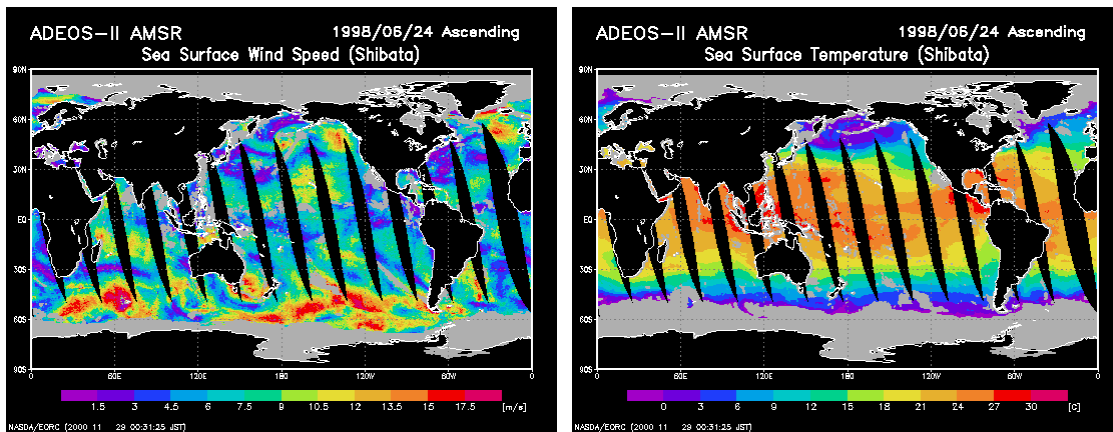 ADEOS-II AMSR 1998/06/24 Ascending
Sea Surface Wind Speed (Shibata)
90N
60N
30N
EQ
30S
60S
90S
0 60E 120E 180 120W 60W 0
1.5 3 4.5 6 7.5 9 10.5 12 13.5 15 17.5 [m/s]
NASDA/EORC (2000 11 29 00:31:25 JST)
ADEOS-II AMSR 1998/06/24 Ascending
Sea Surface Temperature (Shibata)
90N
60N
30N
EQ
30S
60S
90S
0 60E 120E 180 120W 60W 0
0 3 6 9 12 15 18 21 24 27 30 [C]
NASDA/EORC (2000 11 29 00:31:25 JST)